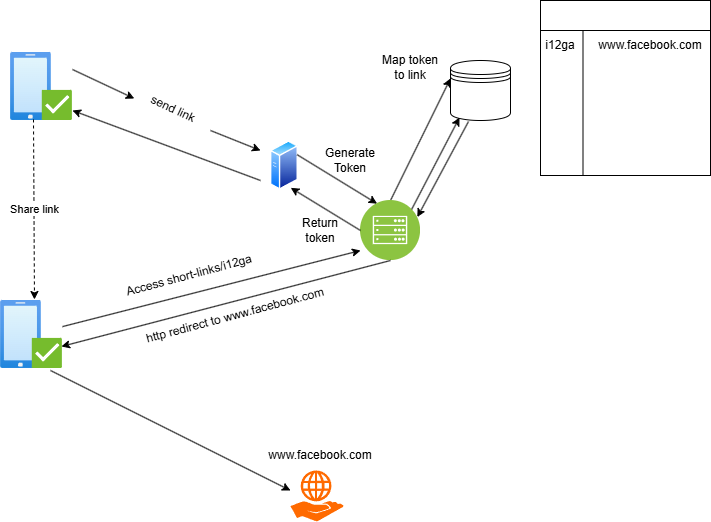 Map token
to link
i12ga
www.facebook.com
send link
Generate
Token
Share link
Return
token
Access short-links/i12ga
http redirect to www.facebook.com
www.facebook.com